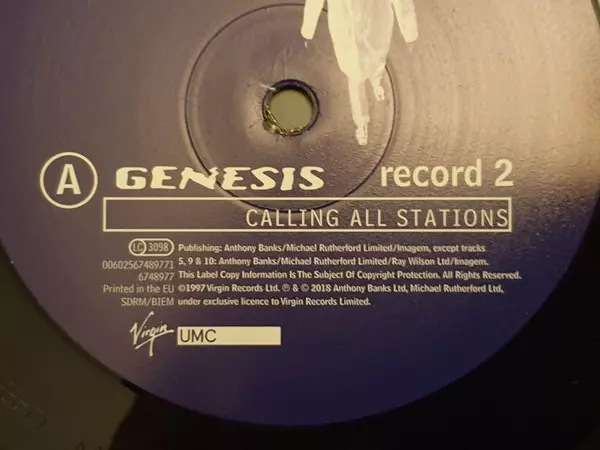 A GENESIS record 2
CALLING ALL STATIONS
LC 3098 Publishing: Anthony Banks/Michael Rutherford Limited/Imagem, except tracks
00602567489771 5, 9 & 10: Anthony Banks/Michael Rutherford Limited/Ray Wilson Ltd/Imagem.
6748977 This Label Copy Information Is The Subject Of Copyright Protection. All Rights Reserved.
Printed in the EU ©1997 Virgin Records Ltd. ℗ & © 2018 Anthony Banks Ltd, Michael Rutherford Ltd,
SDRM/BIEM under exclusive licence to Virgin Records Limited.
Virgin UMC